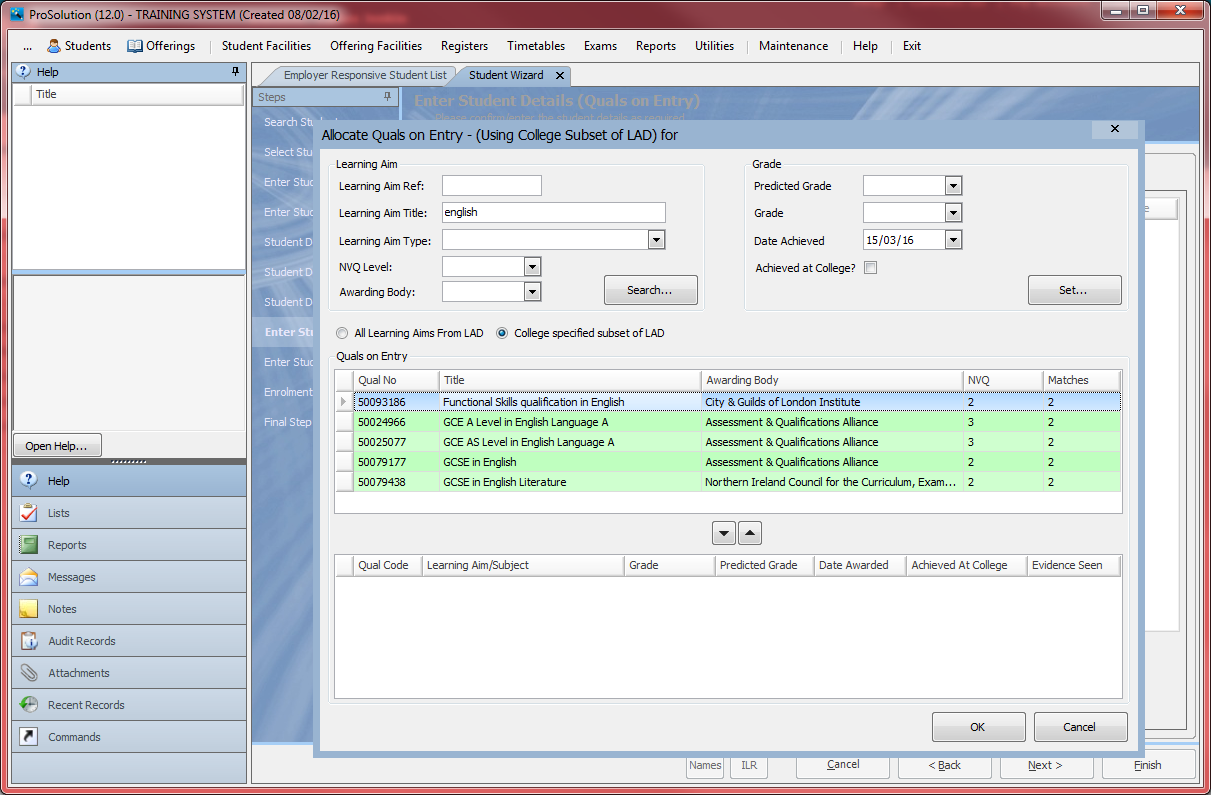 ProSolution (12.0) - TRAINING SYSTEM (Created 08/02/16)
... Students Offerings Student Facilities Offering Facilities Registers Timetables Exams Reports Utilities Maintenance Help Exit
Help
Title
Employer Responsive Student List Student Wizard
Steps
Enter Student Details (Quals on Entry)
Please confirm/enter the student details as required
Search
Select
Enter
Enter
Student D
Student D
Student D
Enter
Enter
Enrolment
Final Step
Allocate Quals on Entry - (Using College Subset of LAD) for
Learning Aim
Learning Aim Ref:
Learning Aim Title: english
Learning Aim Type:
NVQ Level:
Awarding Body:
Search...
Grade
Predicted Grade
Grade
Date Achieved 15/03/16
Achieved at College?
Set...
All Learning Aims From LAD College specified subset of LAD
Quals on Entry
Qual No Title Awarding Body NVQ Matches
50093186 Functional Skills qualification in English City & Guilds of London Institute 2 2
50024966 GCE A Level in English Language A Assessment & Qualifications Alliance 3 2
50025077 GCE AS Level in English Language A Assessment & Qualifications Alliance 3 2
50079177 GCSE in English Assessment & Qualifications Alliance 2 2
50079438 GCSE in English Literature Northern Ireland Council for the Curriculum, Exam... 2 2
Qual Code Learning Aim/Subject Grade Predicted Grade Date Awarded Achieved At College Evidence Seen
OK Cancel
Open Help...
Help
Lists
Reports
Messages
Notes
Audit Records
Attachments
Recent Records
Commands
Names ILR Cancel < Back Next > Finish